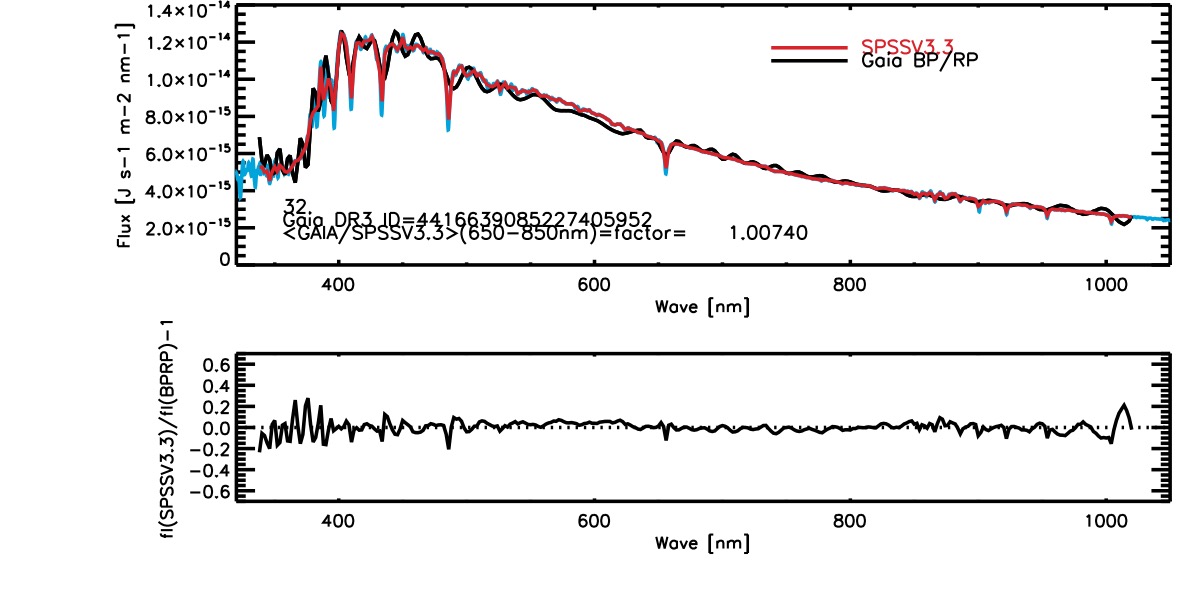 1.4×10⁻¹⁴
1.2×10⁻¹⁴
1.0×10⁻¹⁴
8.0×10⁻¹⁵
6.0×10⁻¹⁵
4.0×10⁻¹⁵
2.0×10⁻¹⁵
0
Flux [J s−1 m−2 nm−1]
SPSSV3.3
Gaia BP/RP
32
Gaia DR3 ID=4416639085227405952
<GAIA/SPSSV3.3>(650−850nm)=factor= 1.00740
400 600 800 1000
Wave [nm]
fl(SPSSV3.3)/fl(BPRP)−1
0.6
0.4
0.2
0.0
−0.2
−0.4
−0.6
400 600 800 1000
Wave [nm]